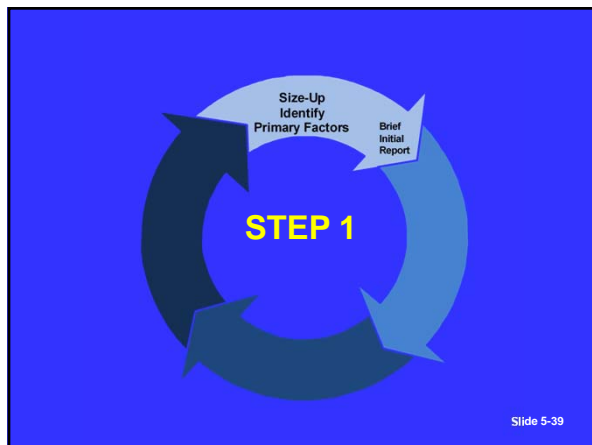 Size-Up
Identify
Primary Factors
Brief
Initial
Report
STEP 1
Slide 5-39